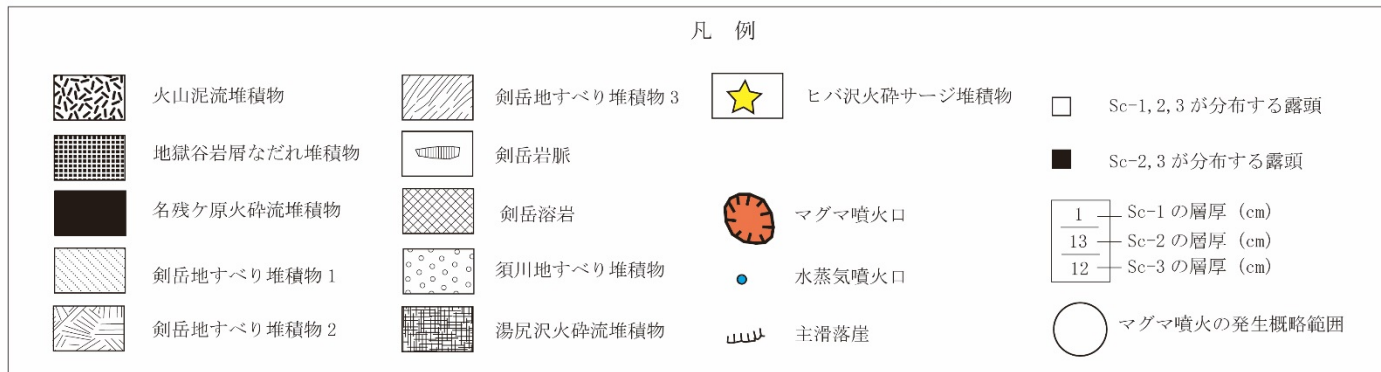 凡 例
火山泥流堆積物
地獄谷岩屑なだれ堆積物
名残ケ原火砕流堆積物
剣岳地すべり堆積物 1
剣岳地すべり堆積物 2
剣岳地すべり堆積物 3
剣岳岩脈
剣岳溶岩
須川地すべり堆積物
湯尻沢火砕流堆積物
ヒバ沢火砕サージ堆積物
マグマ噴火口
水蒸気噴火口
主滑落崖
Sc-1,2,3 が分布する露頭
Sc-2,3 が分布する露頭
1 Sc-1 の層厚 (cm)
13 Sc-2 の層厚 (cm)
12 Sc-3 の層厚 (cm)
マグマ噴火の発生概略範囲